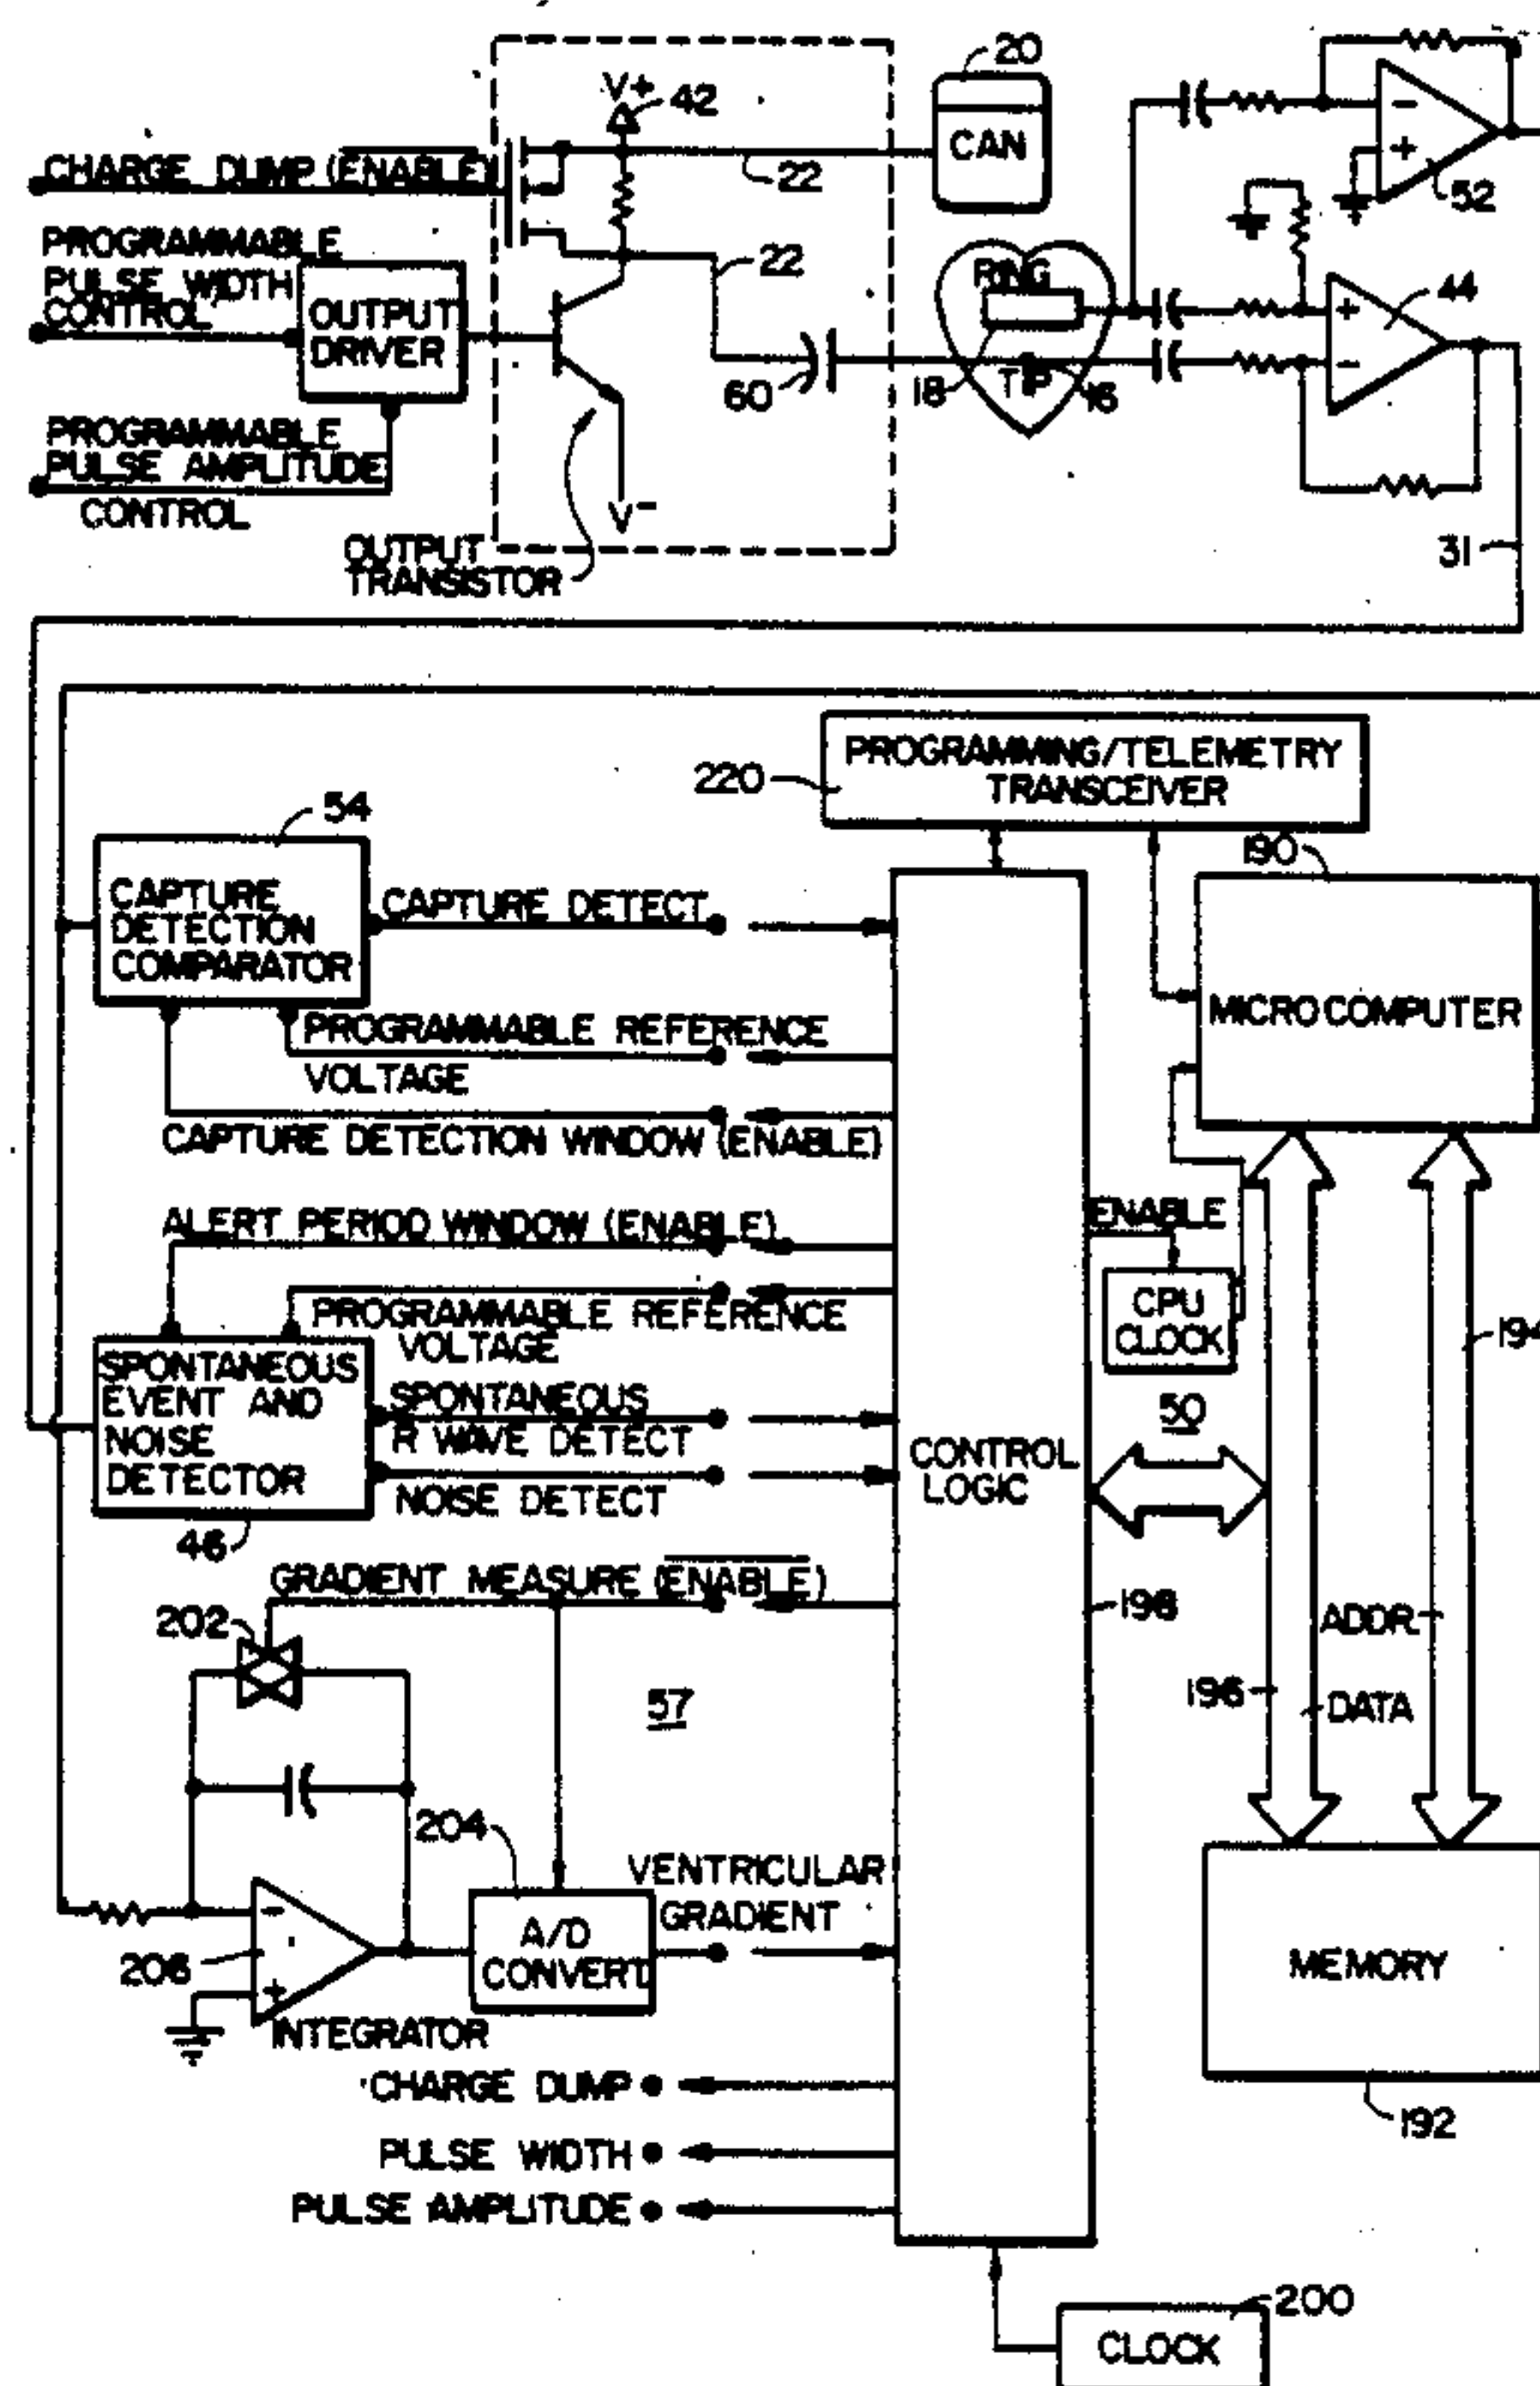 20
V+
42
CAN
CHARGE DUMP (ENABLE)
22
52
PROGRAMMABLE
PULSE WIDTH
CONTROL
OUTPUT
DRIVER
22
RING
44
+
-
-
+
60
18
TIP
16
PROGRAMMABLE
PULSE AMPLITUDE
CONTROL
V-
OUTPUT
TRANSISTOR
31
PROGRAMMING/TELEMETRY
TRANSCEIVER
220
54
190
CAPTURE
DETECTION
COMPARATOR
CAPTURE DETECT
MICROCOMPUTER
PROGRAMMABLE REFERENCE
VOLTAGE
CAPTURE DETECTION WINDOW (ENABLE)
ALERT PERIOD WINDOW (ENABLE)
ENABLE
PROGRAMMABLE REFERENCE
VOLTAGE
CPU
CLOCK
194
SPONTANEOUS
EVENT AND
NOISE
DETECTOR
SPONTANEOUS
R WAVE DETECT
50
CONTROL
LOGIC
NOISE DETECT
46
GRADIENT MEASURE (ENABLE)
202
198
ADDR
57
196
DATA
204
VENTRICULAR
GRADIENT
-
+
206
A/D
CONVERT
MEMORY
INTEGRATOR
CHARGE DUMP
192
PULSE WIDTH
PULSE AMPLITUDE
200
CLOCK